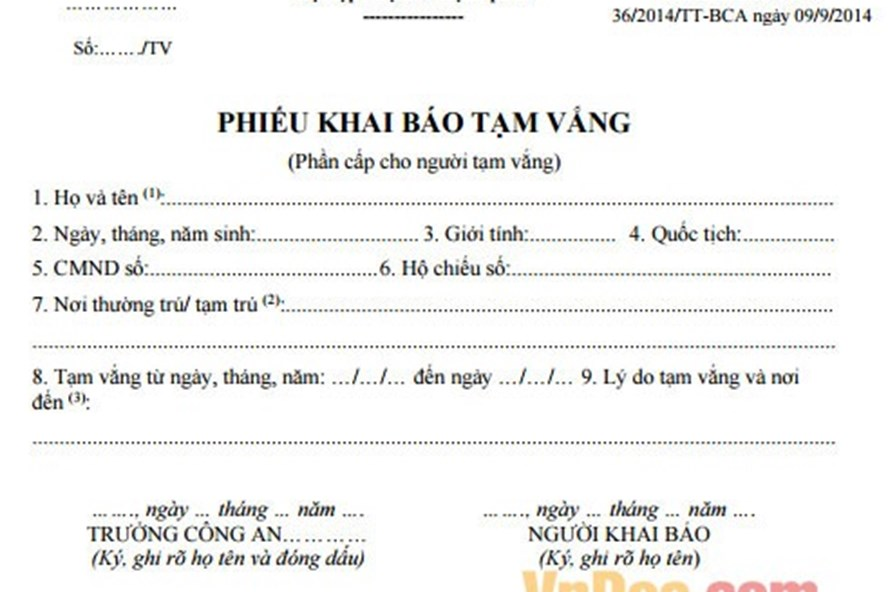 36/2014/TT-BCA ngày 09/9/2014
………………
Số:……/TV
PHIẾU KHAI BÁO TẠM VẮNG
(Phần cấp cho người tạm vắng)
1. Họ và tên (1):........................................
2. Ngày, tháng, năm sinh:.................... 3. Giới tính:............ 4. Quốc tịch:............
5. CMND số:..............................6. Hộ chiếu số:........................................
7. Nơi thường trú/ tạm trú (2):........................................
........................................
8. Tạm vắng từ ngày, tháng, năm: …/…/… đến ngày …/…/… 9. Lý do tạm vắng và nơi
đến (3):
........................................
……., ngày … tháng … năm …. ……., ngày … tháng … năm ….
TRƯỞNG CÔNG AN………… NGƯỜI KHAI BÁO
(Ký, ghi rõ họ tên và đóng dấu) (Ký, ghi rõ họ tên)
VnDoc.com